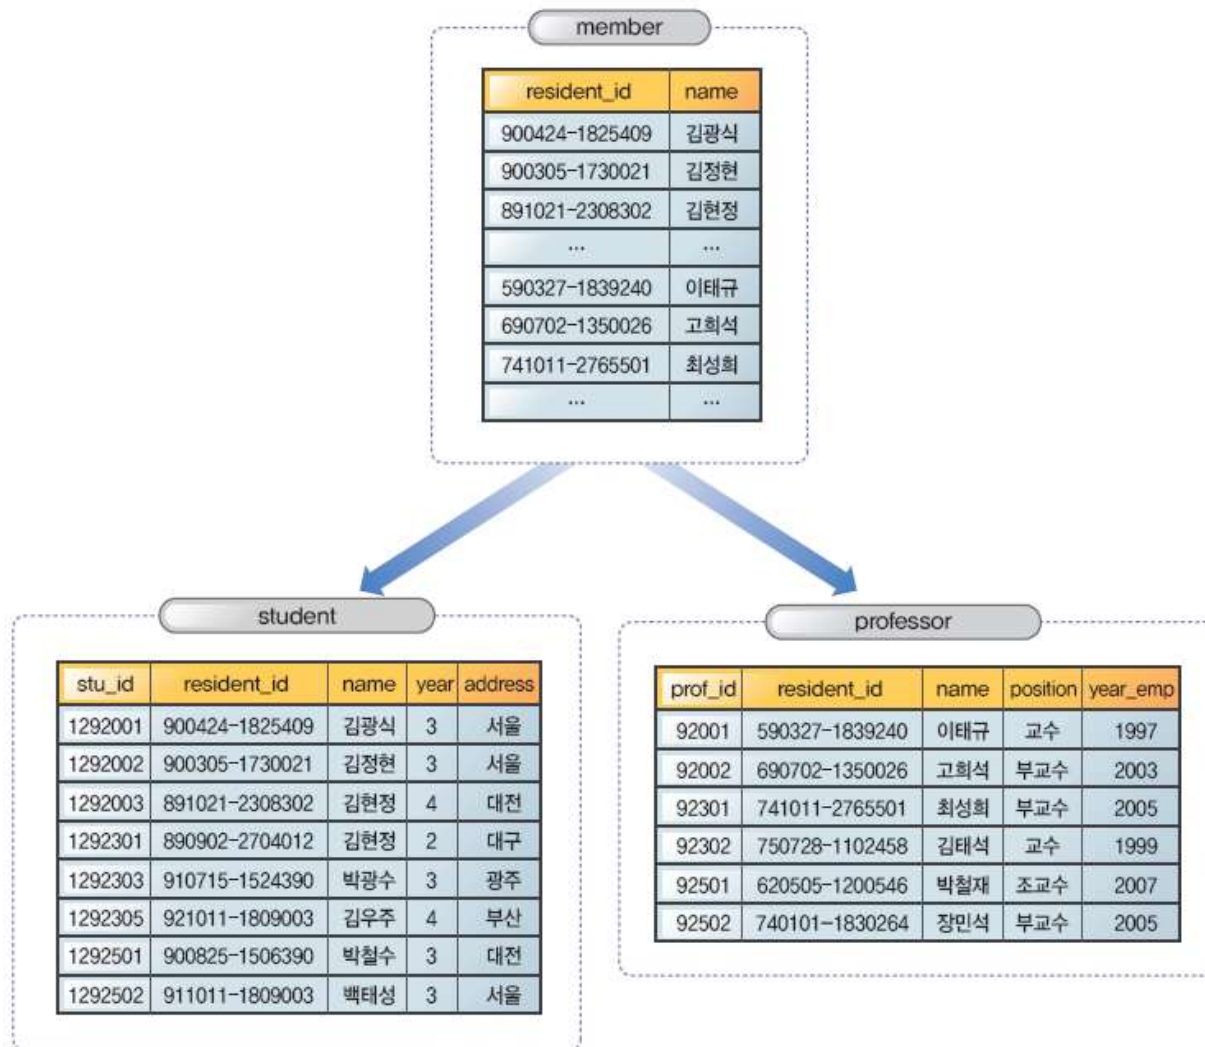 member
resident_id name
900424-1825409 김광식
900305-1730021 김정현
891021-2308302 김현정
... ...
590327-1839240 이태규
690702-1350026 고희석
741011-2765501 최성희
... ...
student
stu_id resident_id name year address
1292001 900424-1825409 김광식 3 서울
1292002 900305-1730021 김정현 3 서울
1292003 891021-2308302 김현정 4 대전
1292301 890902-2704012 김현정 2 대구
1292303 910715-1524390 박광수 3 광주
1292305 921011-1809003 김우주 4 부산
1292501 900825-1506390 박철수 3 대전
1292502 911011-1809003 백태성 3 서울
professor
prof_id resident_id name position year_emp
92001 590327-1839240 이태규 교수 1997
92002 690702-1350026 고희석 부교수 2003
92301 741011-2765501 최성희 부교수 2005
92302 750728-1102458 김태석 교수 1999
92501 620505-1200546 박철재 조교수 2007
92502 740101-1830264 장민석 부교수 2005